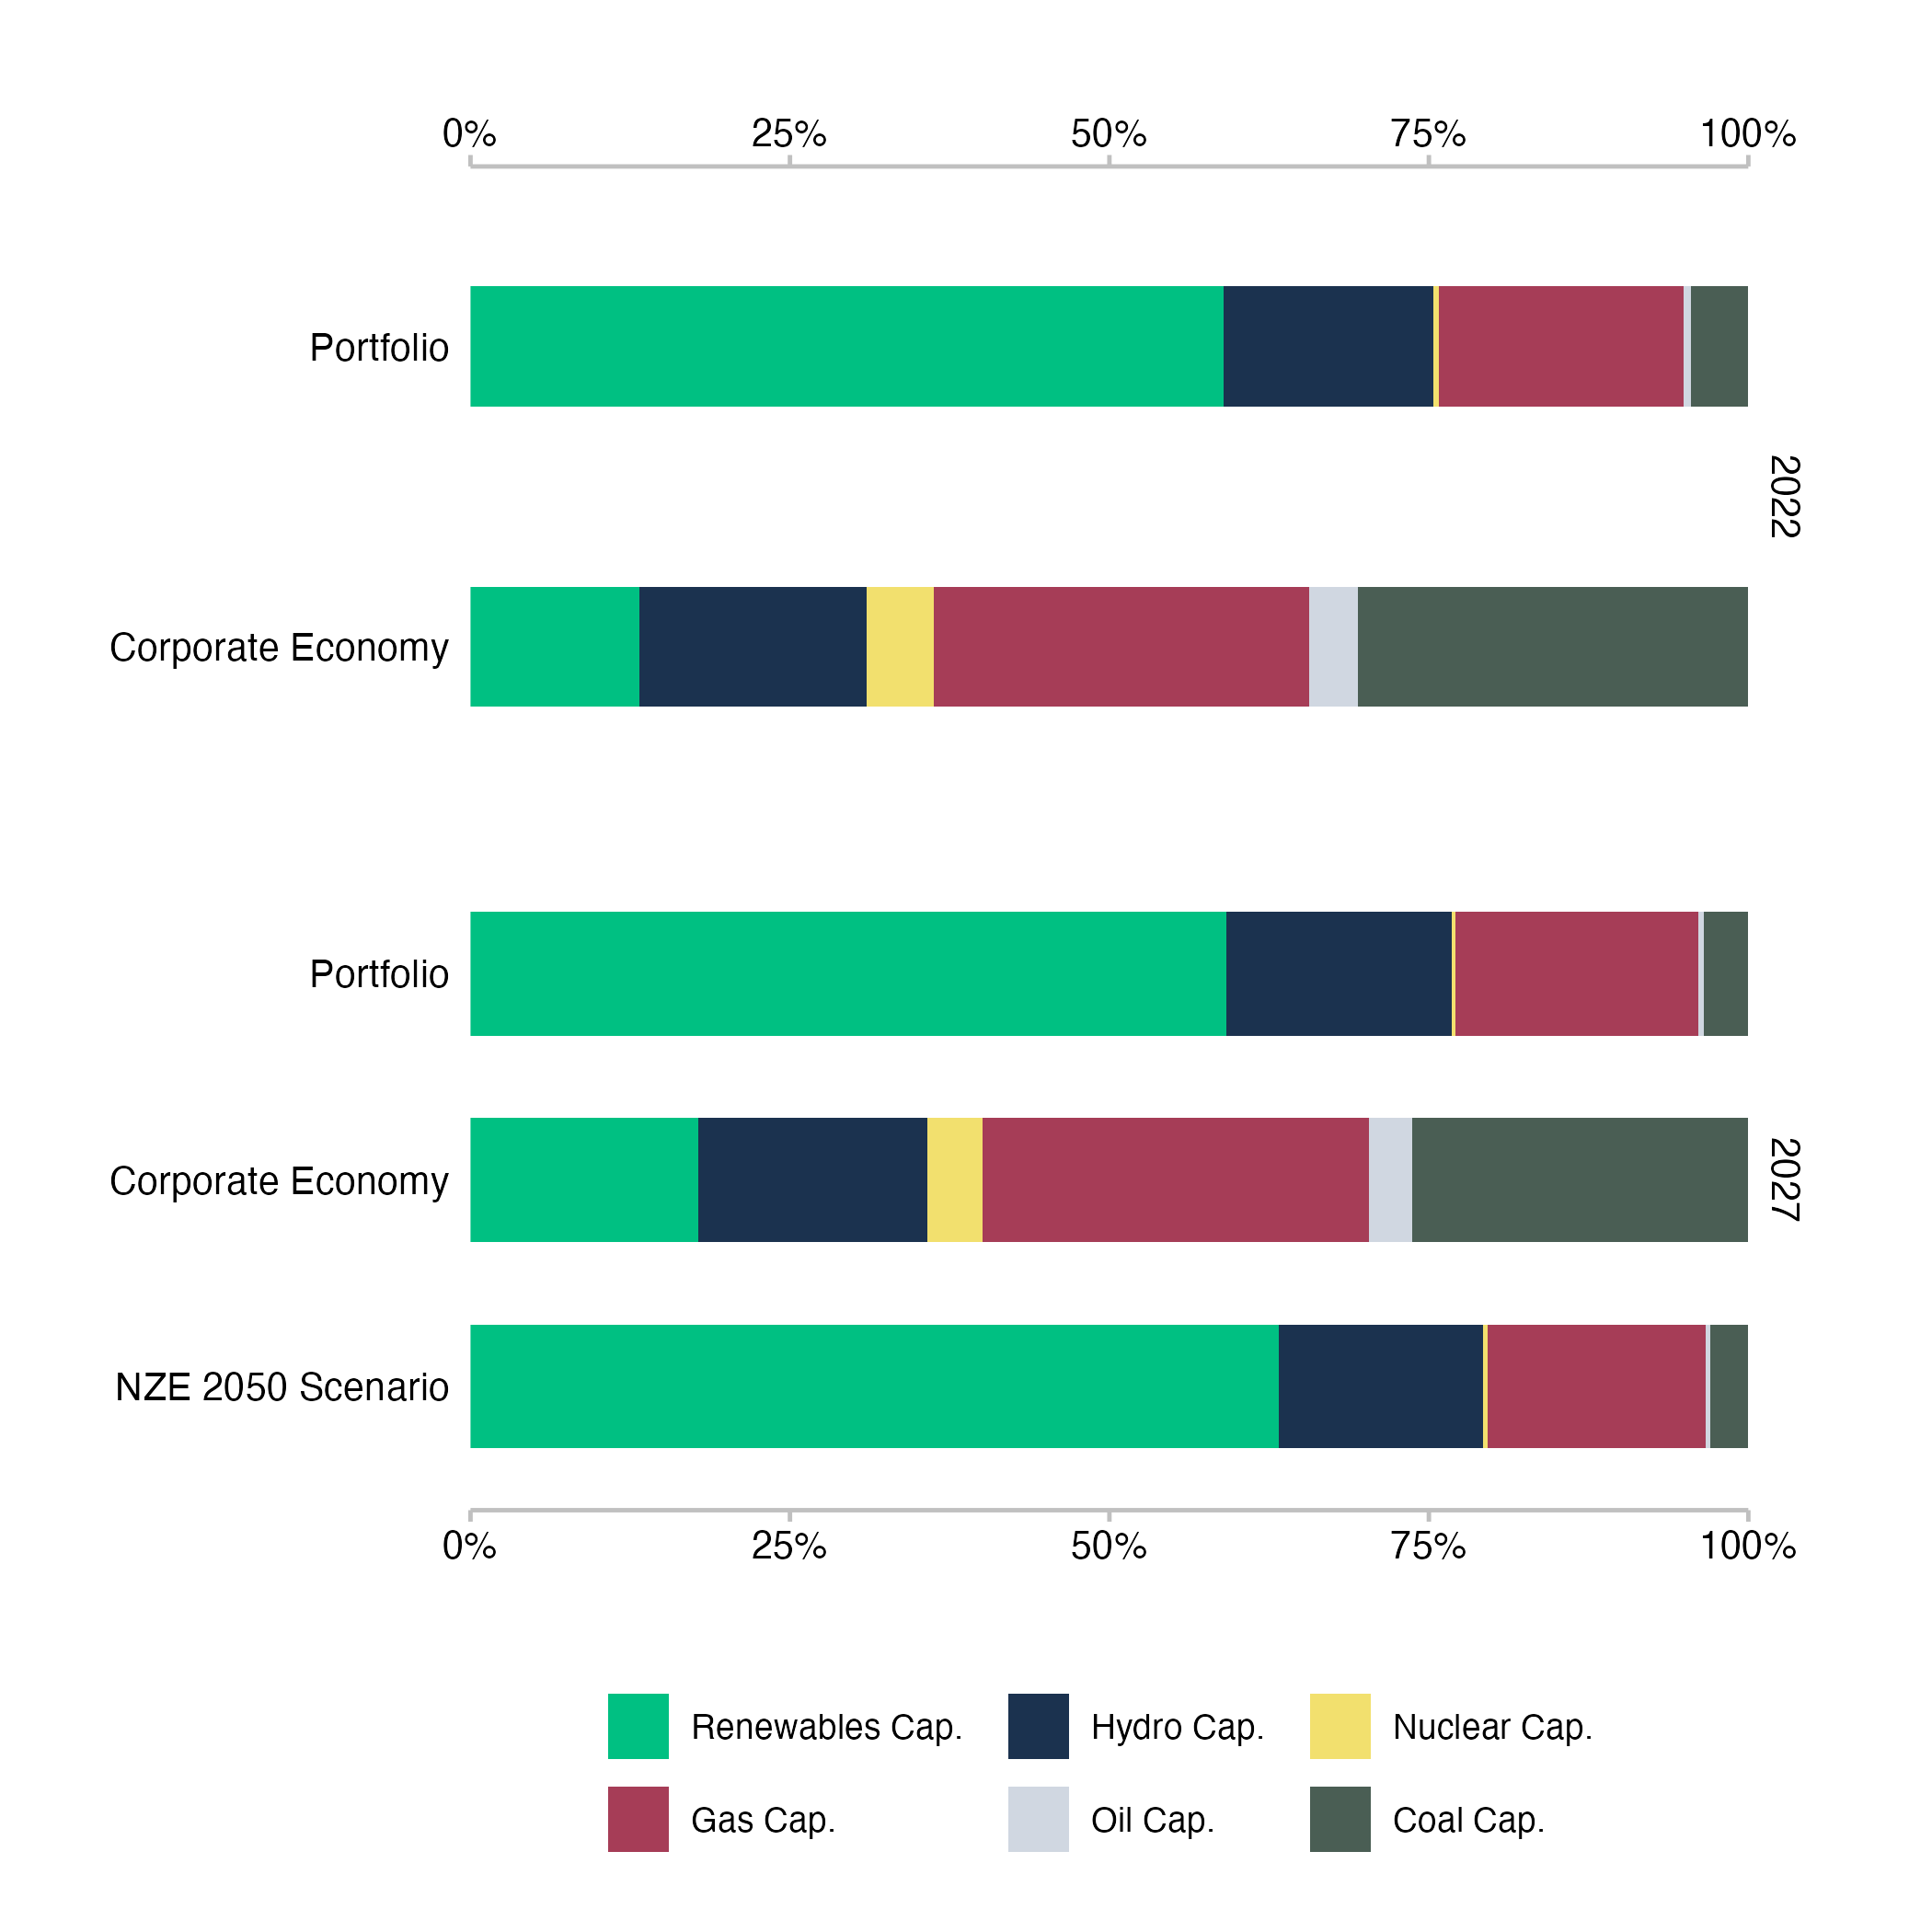 0% 25% 50% 75% 100%
Portfolio
2022
Corporate Economy
Portfolio
Corporate Economy
2027
NZE 2050 Scenario
0% 25% 50% 75% 100%
Renewables Cap. Hydro Cap. Nuclear Cap.
Gas Cap. Oil Cap. Coal Cap.